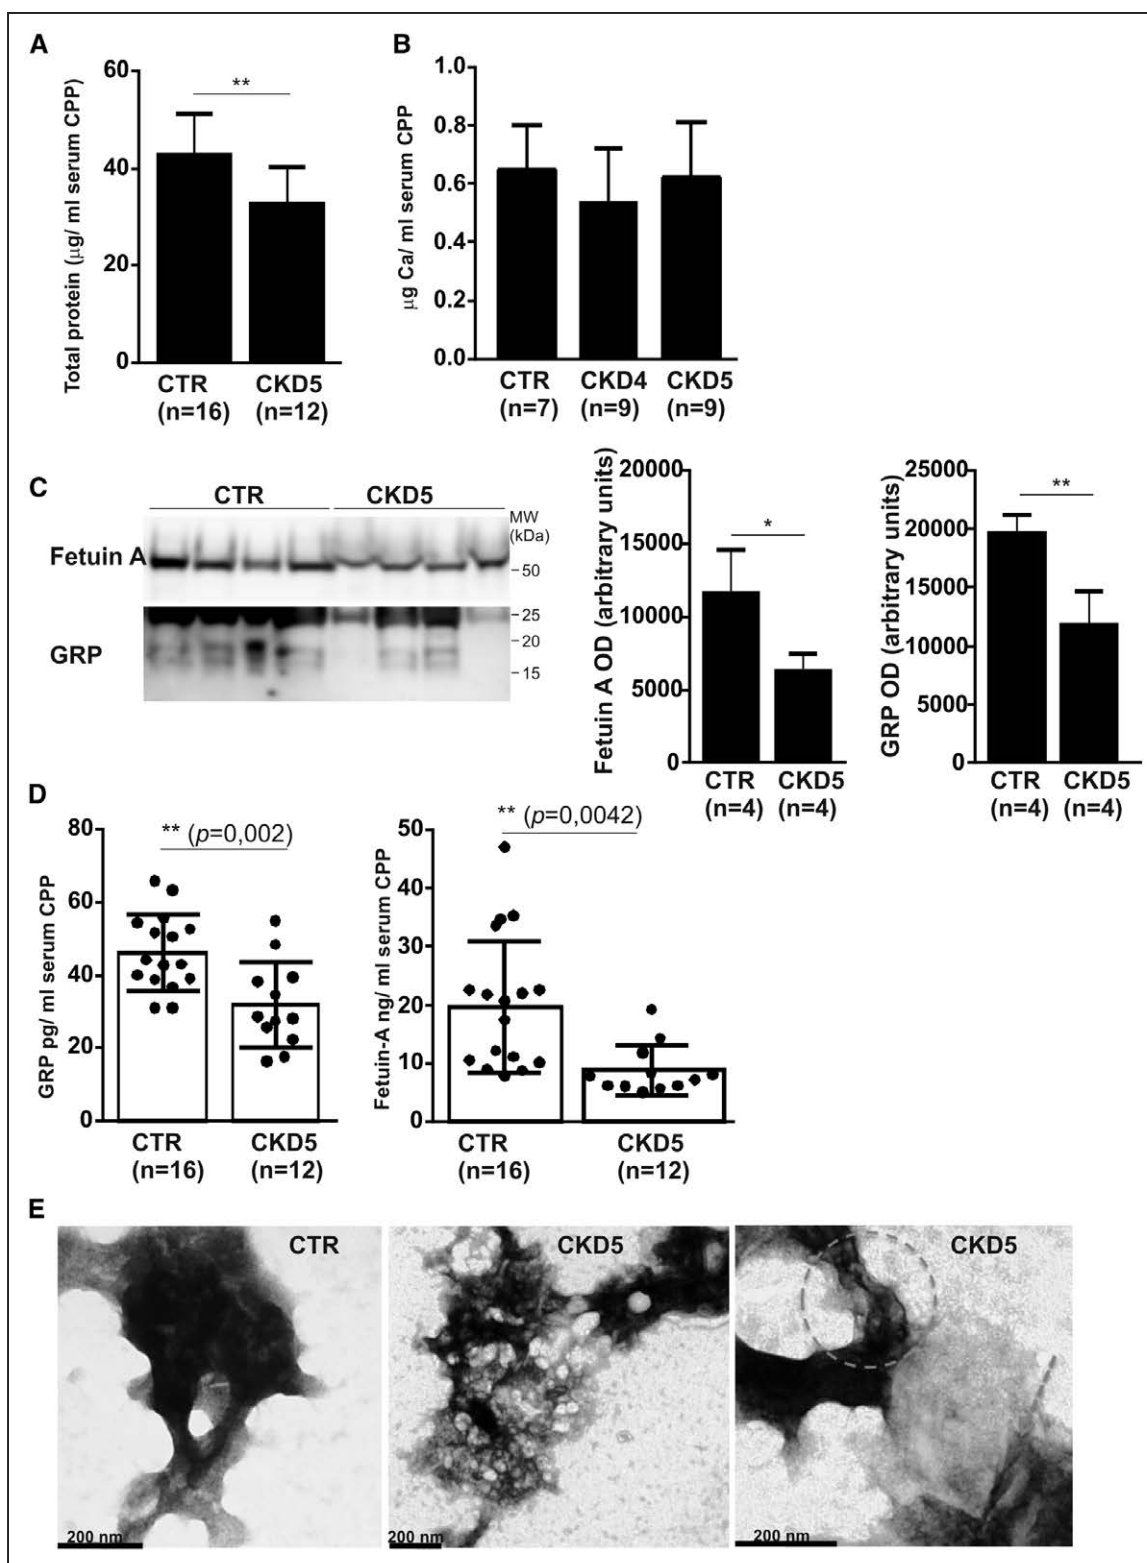 A
Total protein (μg/ ml serum CPP)
60
40
20
0
**
CTR
(n=16)
CKD5
(n=12)
B
μg Ca/ ml serum CPP
1.0
0.8
0.6
0.4
0.2
0.0
CTR
(n=7)
CKD4
(n=9)
CKD5
(n=9)
C
CTR
CKD5
MW
(kDa)
Fetuin A
50
GRP
25
20
15
Fetuin A OD (arbitrary units)
20000
15000
10000
5000
0
*
CTR
(n=4)
CKD5
(n=4)
GRP OD (arbitrary units)
25000
20000
15000
10000
5000
0
**
CTR
(n=4)
CKD5
(n=4)
D
GRP pg/ ml serum CPP
80
60
40
20
0
** (p=0,002)
CTR
(n=16)
CKD5
(n=12)
Fetuin-A ng/ ml serum CPP
50
40
30
20
10
0
** (p=0,0042)
CTR
(n=16)
CKD5
(n=12)
E
CTR
200 nm
CKD5
200 nm
CKD5
200 nm